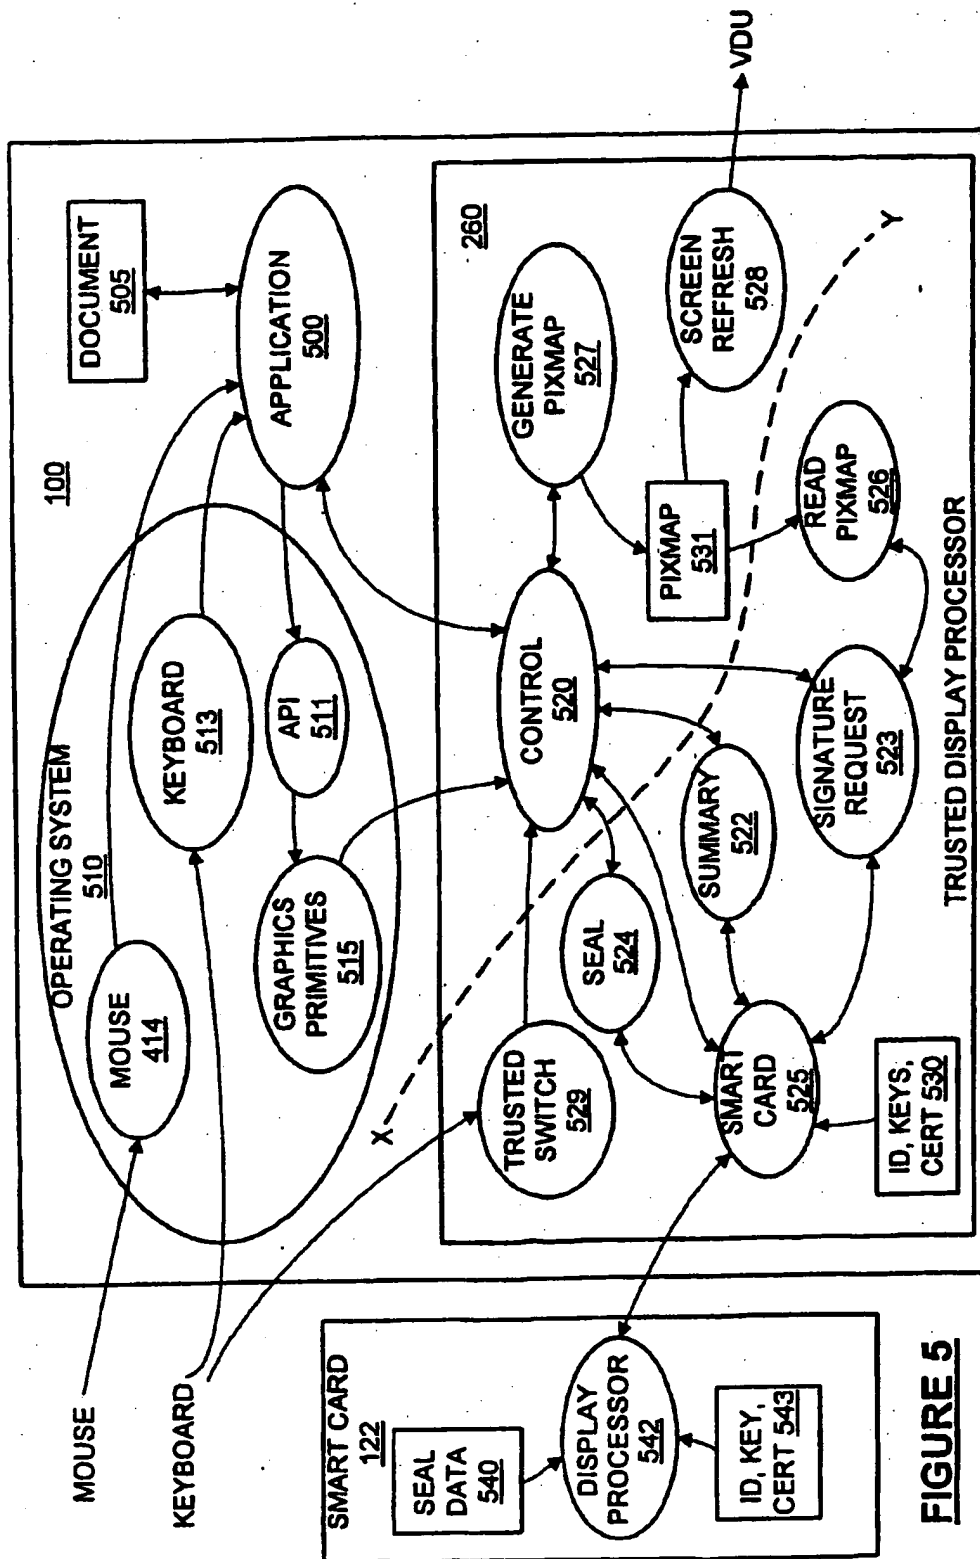 MOUSE
KEYBOARD
100
OPERATING SYSTEM
510
MOUSE
414
KEYBOARD
513
API
511
GRAPHICS
PRIMITIVES
515
DOCUMENT
505
APPLICATION
500
X
260
TRUSTED
SWITCH
529
CONTROL
520
GENERATE
PIXMAP
527
SEAL
524
PIXMAP
531
SCREEN
REFRESH
528
VDU
SMART
CARD
525
SUMMARY
522
SIGNATURE
REQUEST
523
READ
PIXMAP
526
Y
ID, KEYS,
CERT 530
TRUSTED DISPLAY PROCESSOR
SMART CARD
122
SEAL
DATA
540
DISPLAY
PROCESSOR
542
ID, KEY,
CERT 543
FIGURE 5